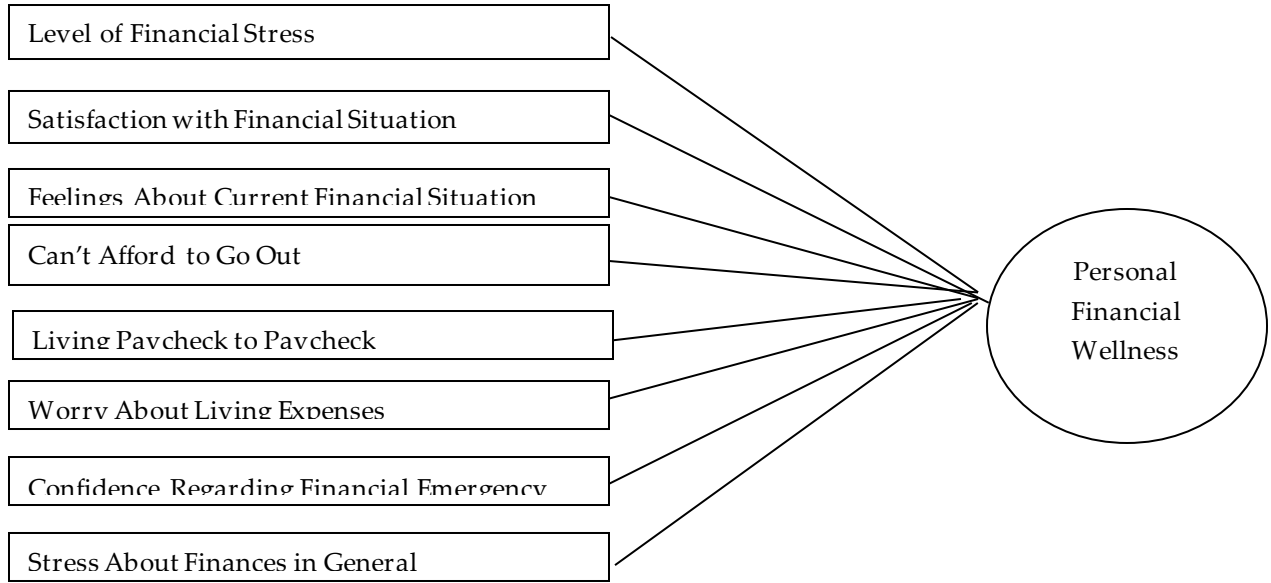 Level of Financial Stress
Satisfaction with Financial Situation
Feelings About Current Financial Situation
Can't Afford to Go Out
Living Paycheck to Paycheck
Worry About Living Expenses
Confidence Regarding Financial Emergency
Stress About Finances in General
Personal
Financial
Wellness